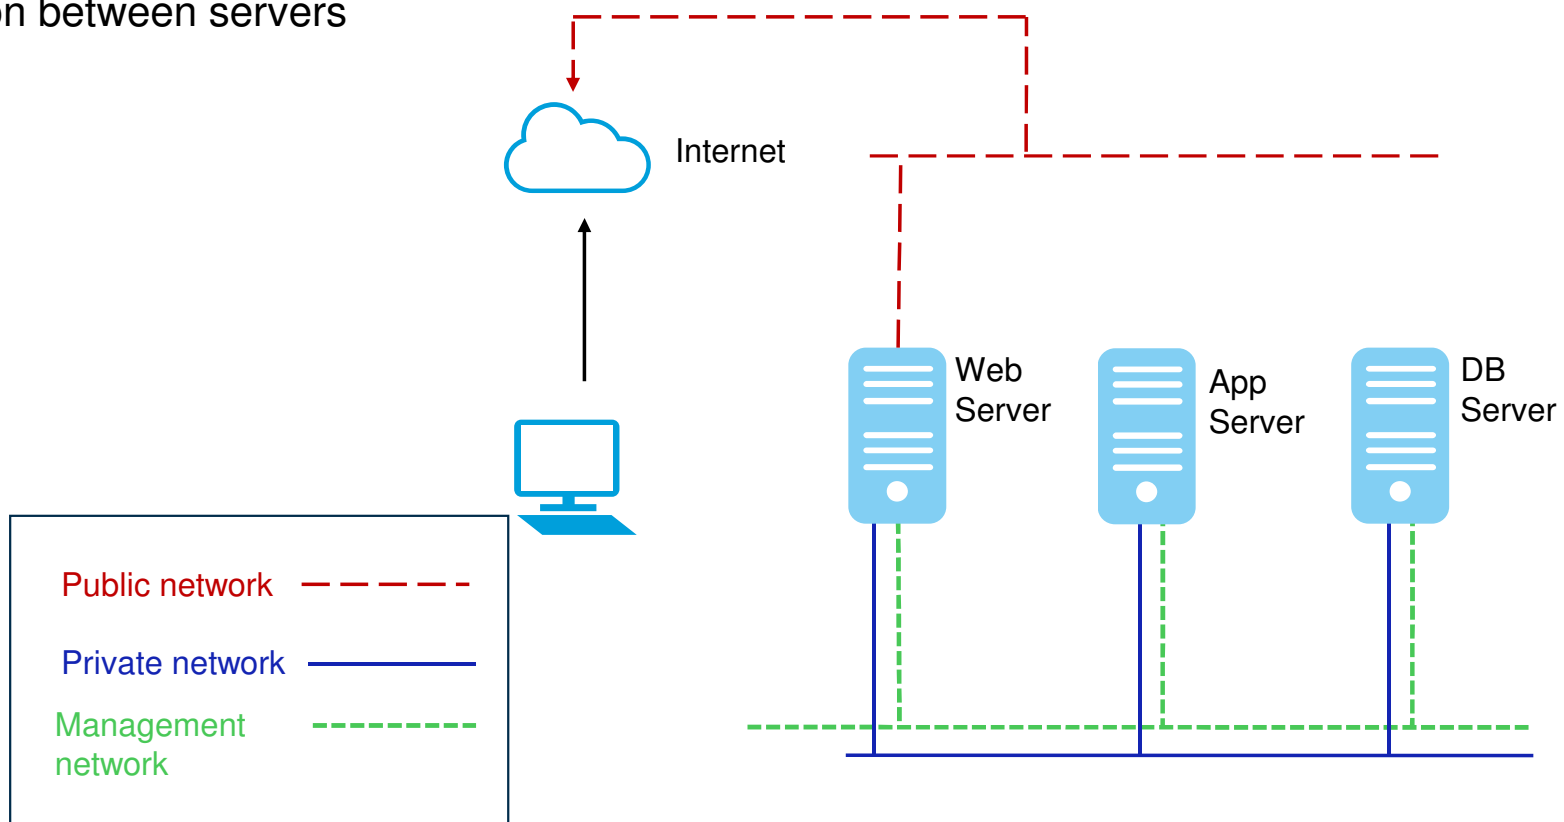 between servers
Internet
Web
Server
App
Server
DB
Server
Public network
Private network
Management
network